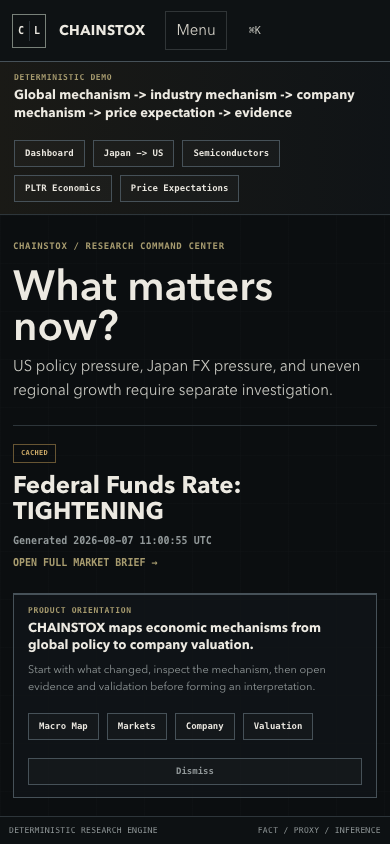 C L CHAINSTOX Menu ⌘K
DETERMINISTIC DEMO
Global mechanism -> industry mechanism -> company
mechanism -> price expectation -> evidence
Dashboard Japan -> US Semiconductors
PLTR Economics Price Expectations
CHAINSTOX / RESEARCH COMMAND CENTER
What matters
now?
US policy pressure, Japan FX pressure, and uneven
regional growth require separate investigation.
CACHED
Federal Funds Rate:
TIGHTENING
Generated 2026-08-07 11:00:55 UTC
OPEN FULL MARKET BRIEF →
PRODUCT ORIENTATION
CHAINSTOX maps economic mechanisms from
global policy to company valuation.
Start with what changed, inspect the mechanism, then open
evidence and validation before forming an interpretation.
Macro Map Markets Company Valuation
Dismiss
DETERMINISTIC RESEARCH ENGINE FACT / PROXY / INFERENCE